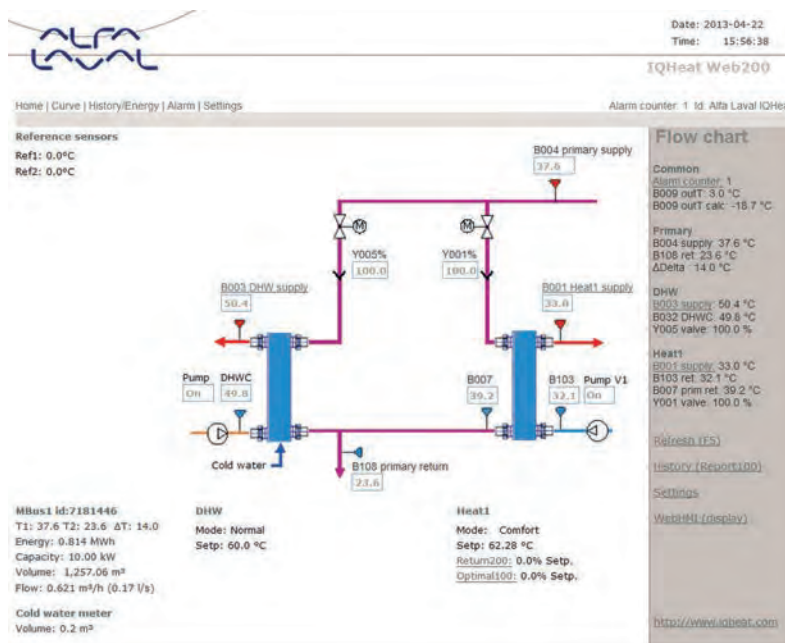 ALFA
LAVAL
Date: 2013-04-22
Time: 15:56:38
IQHeat Web200
Home | Curve | History/Energy | Alarm | Settings
Alarm counter: 1 Id: Alfa Laval IQHea
Reference sensors
Ref1: 0.0°C
Ref2: 0.0°C
B004 primary supply
37.6
M
M
Y005%
100.0
Y001%
100.0
B003 DHW supply
50.4
B001 Heat1 supply
33.0
Pump
On
DHWC
49.8
B007
39.2
B103
32.1
Pump V1
On
Cold water
B108 primary return
23.6
MBus1 id:7181446
T1: 37.6 T2: 23.6 ΔT: 14.0
Energy: 0.814 MWh
Capacity: 10.00 kW
Volume: 1,257.06 m³
Flow: 0.621 m³/h (0.17 l/s)
Cold water meter
Volume: 0.2 m³
DHW
Mode: Normal
Setp: 60.0 ºC
Heat1
Mode: Comfort
Setp: 62.28 ºC
Return200: 0.0% Setp.
Optimal100: 0.0% Setp.
Flow chart
Common
Alarm counter: 1
B009 outT: 3.0 °C
B009 outT calc: -18.7 °C
Primary
B004 supply: 37.6 °C
B108 ret: 23.6 °C
ΔDelta : 14.0 °C
DHW
B003 supply: 50.4 °C
B032 DHWC: 49.8 °C
Y005 valve: 100.0 %
Heat1
B001 supply: 33.0 °C
B103 ret: 32.1 °C
B007 prim ret: 39.2 °C
Y001 valve: 100.0 %
Refresh (F5)
History (Report100)
Settings
WebHMI (display)
http://www.iqheat.com